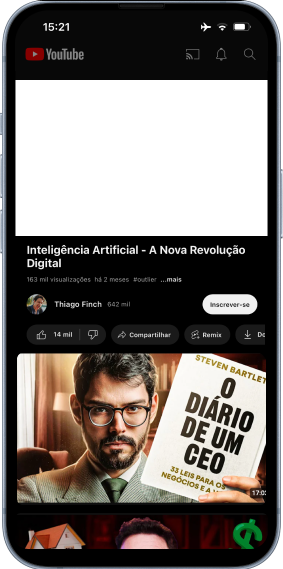 15:21
YouTube
Inteligência Artificial - A Nova Revolução
Digital
163 mil visualizações há 2 meses #outlier ...mais
Thiago Finch 642 mil
Inscrever-se
14 mil
Compartilhar
Remix
Do
STEVEN BARTLET
O
DIÁRIO
DE UM
CEO
33 LEIS PARA OS
NEGÓCIOS E A V
17:0